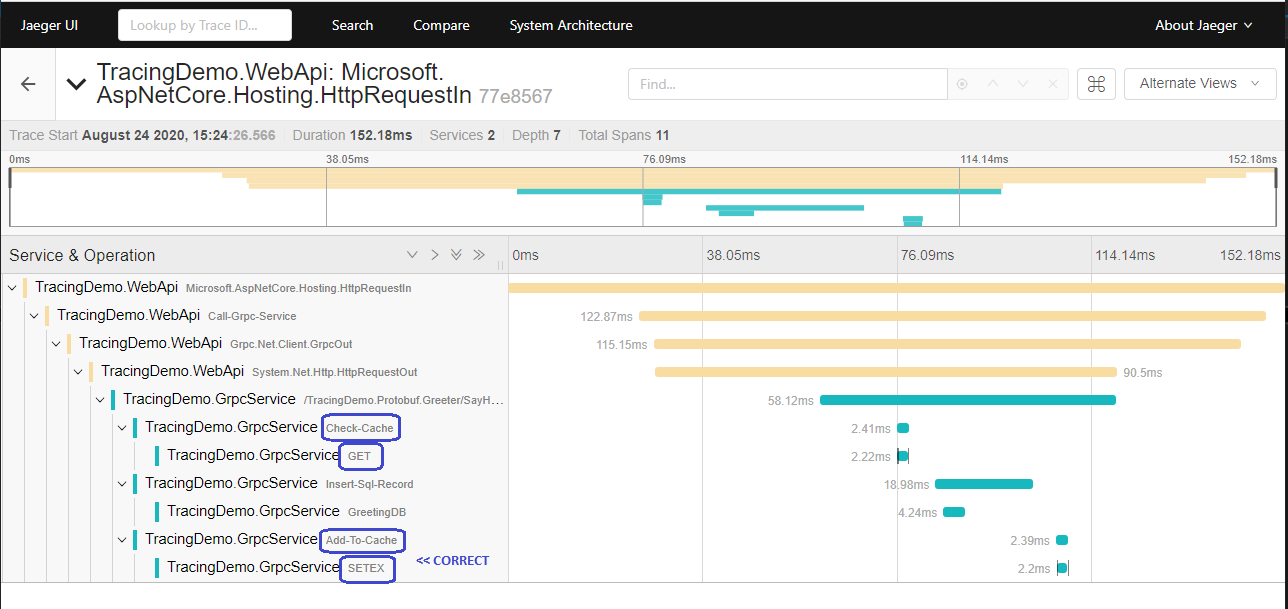 Jaeger UI Lookup by Trace ID... Search Compare System Architecture About Jaeger
TracingDemo.WebApi: Microsoft.
AspNetCore.Hosting.HttpRequestIn 77e8567 Find... Alternate Views
Trace Start August 24 2020, 15:24:26.566 Duration 152.18ms Services 2 Depth 7 Total Spans 11
0ms 38.05ms 76.09ms 114.14ms 152.18ms
Service & Operation 0ms 38.05ms 76.09ms 114.14ms 152.18ms
TracingDemo.WebApi Microsoft.AspNetCore.Hosting.HttpRequestIn
TracingDemo.WebApi Call-Grpc-Service 122.87ms
TracingDemo.WebApi Grpc.Net.Client.GrpcOut 115.15ms
TracingDemo.WebApi System.Net.Http.HttpRequestOut 90.5ms
TracingDemo.GrpcService /TracingDemo.Protobuf.Greeter/SayH... 58.12ms
TracingDemo.GrpcService Check-Cache 2.41ms
TracingDemo.GrpcService GET 2.22ms
TracingDemo.GrpcService Insert-Sql-Record 18.98ms
TracingDemo.GrpcService GreetingDB 4.24ms
TracingDemo.GrpcService Add-To-Cache 2.39ms
<< CORRECT
TracingDemo.GrpcService SETEX 2.2ms